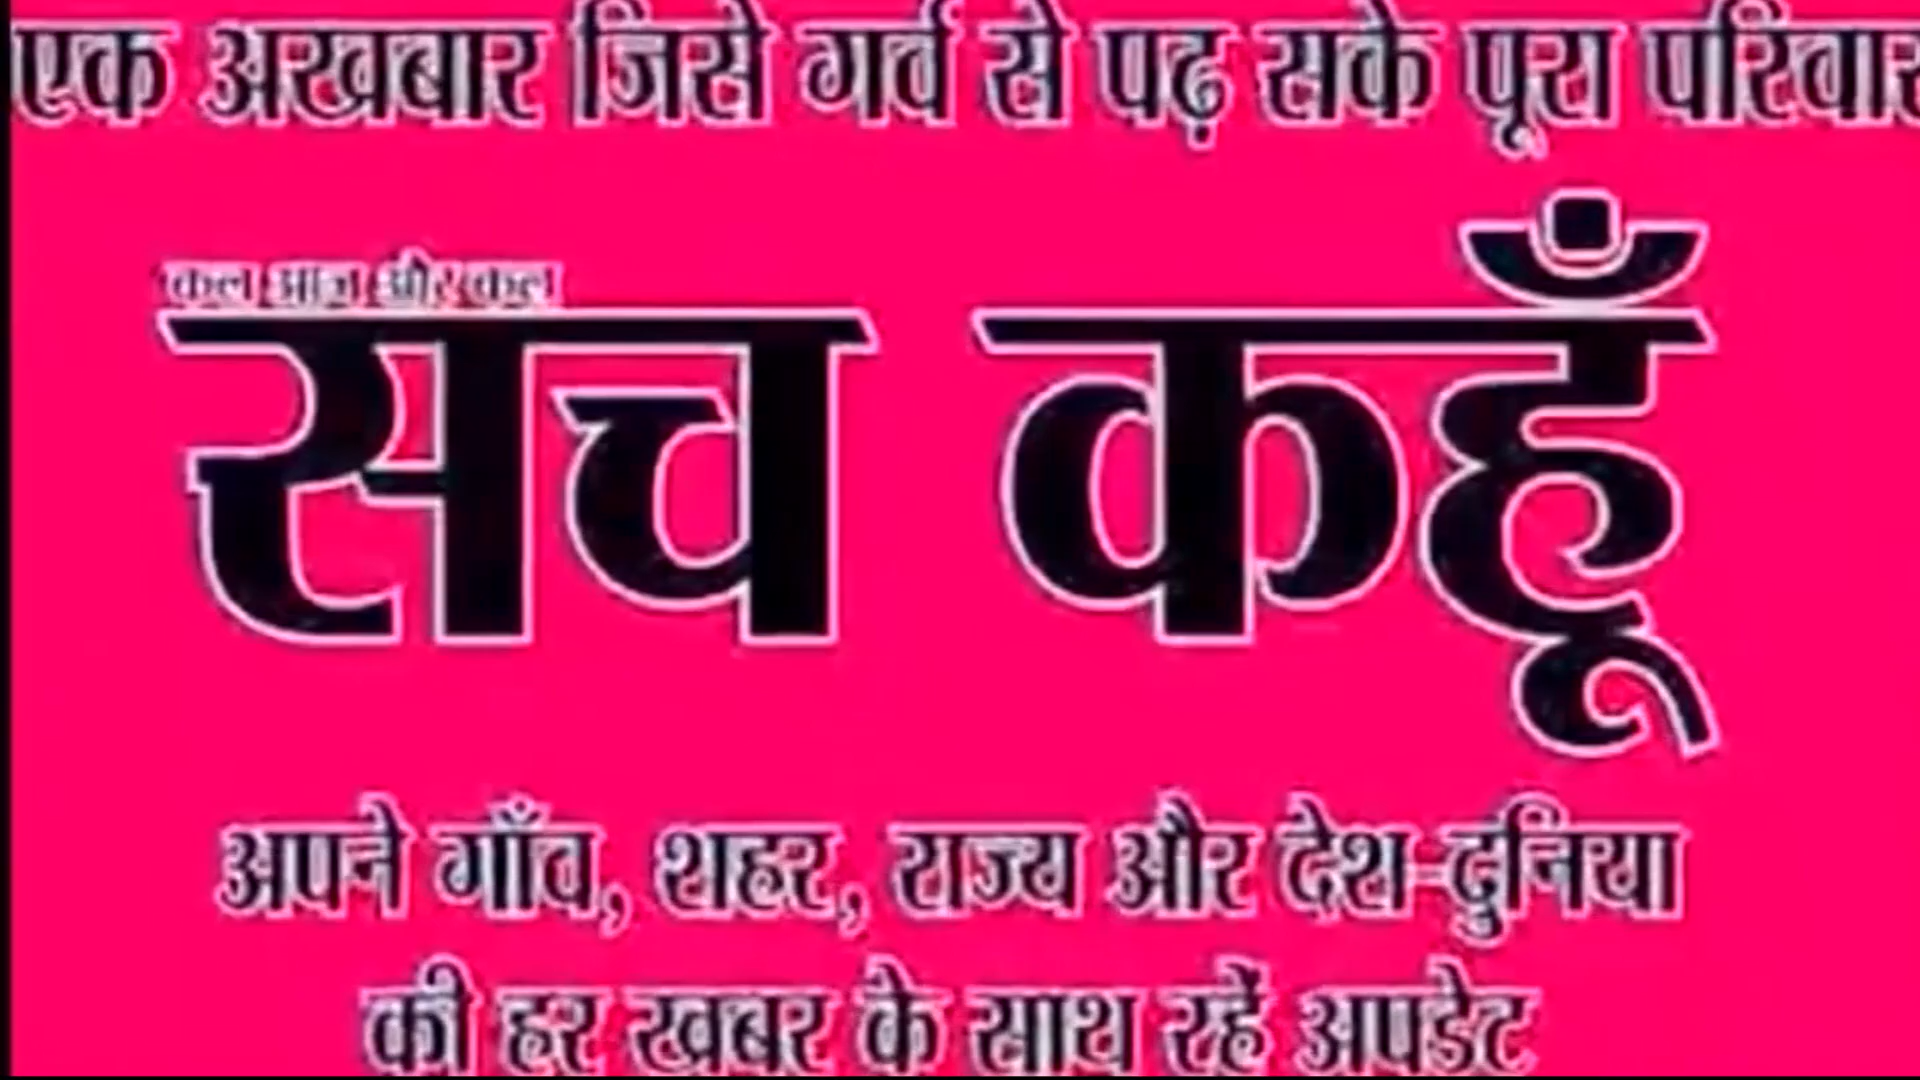 एक अखबार जिसे गर्व से पढ़ सके पूरा परिवार
कल आज और कल
सच कहूँ
अपने गाँव, शहर, राज्य और देश-दुनिया
की हर खबर के साथ रहें अपडेट